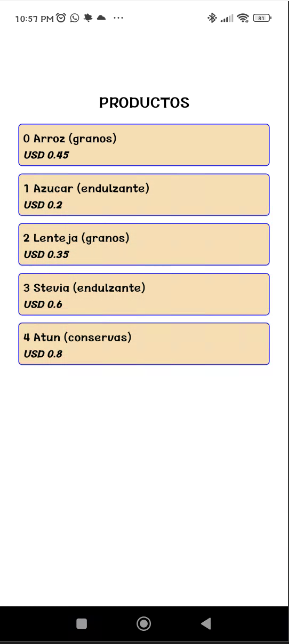 10:57 PM
81
PRODUCTOS
0 Arroz (granos)
USD 0.45
1 Azucar (endulzante)
USD 0.2
2 Lenteja (granos)
USD 0.35
3 Stevia (endulzante)
USD 0.6
4 Atun (conservas)
USD 0.8